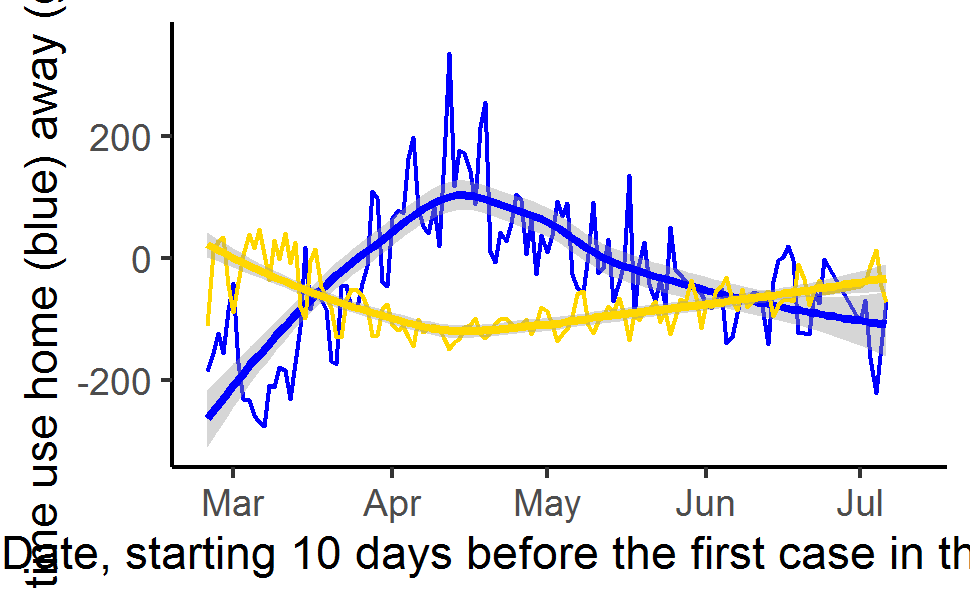 time use home (blue) away (
200
0
-200
Mar Apr May Jun Jul
Date, starting 10 days before the first case in th